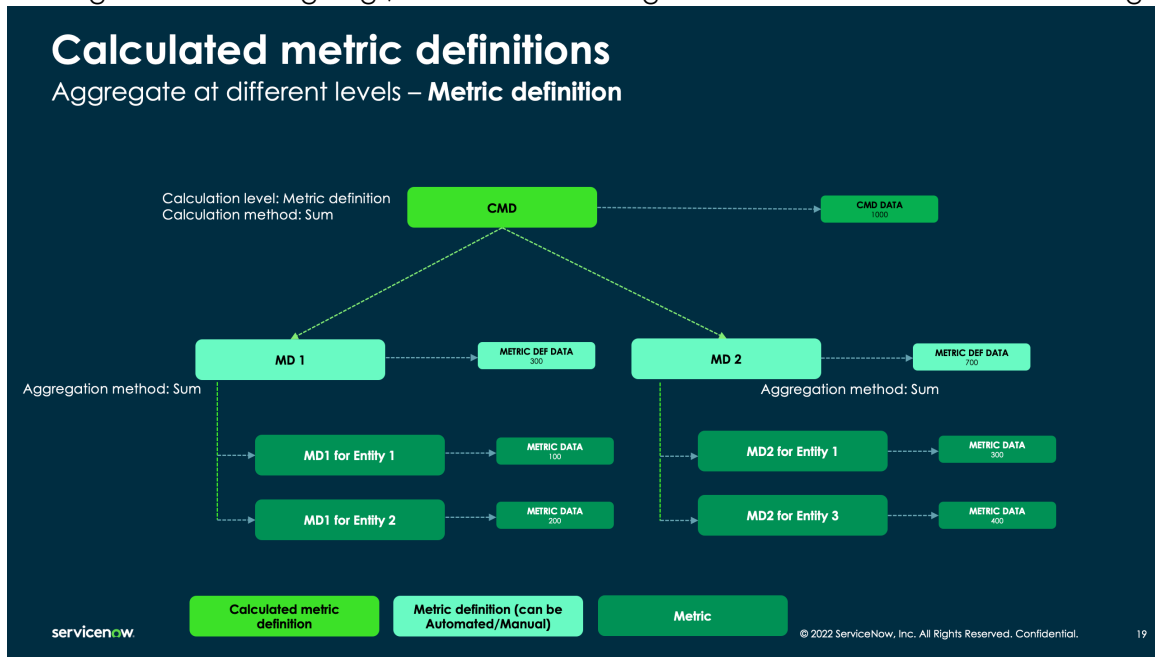 Calculated metric definitions
Aggregate at different levels – Metric definition
Calculation level: Metric definition
Calculation method: Sum
CMD
CMD DATA
1000
MD 1
METRIC DEF DATA
300
MD 2
METRIC DEF DATA
700
Aggregation method: Sum
Aggregation method: Sum
MD1 for Entity 1
METRIC DATA
100
MD2 for Entity 1
METRIC DATA
300
MD1 for Entity 2
METRIC DATA
200
MD2 for Entity 3
METRIC DATA
400
Calculated metric
definition
Metric definition (can be
Automated/Manual)
Metric
servicenow.
© 2022 ServiceNow, Inc. All Rights Reserved. Confidential.
19